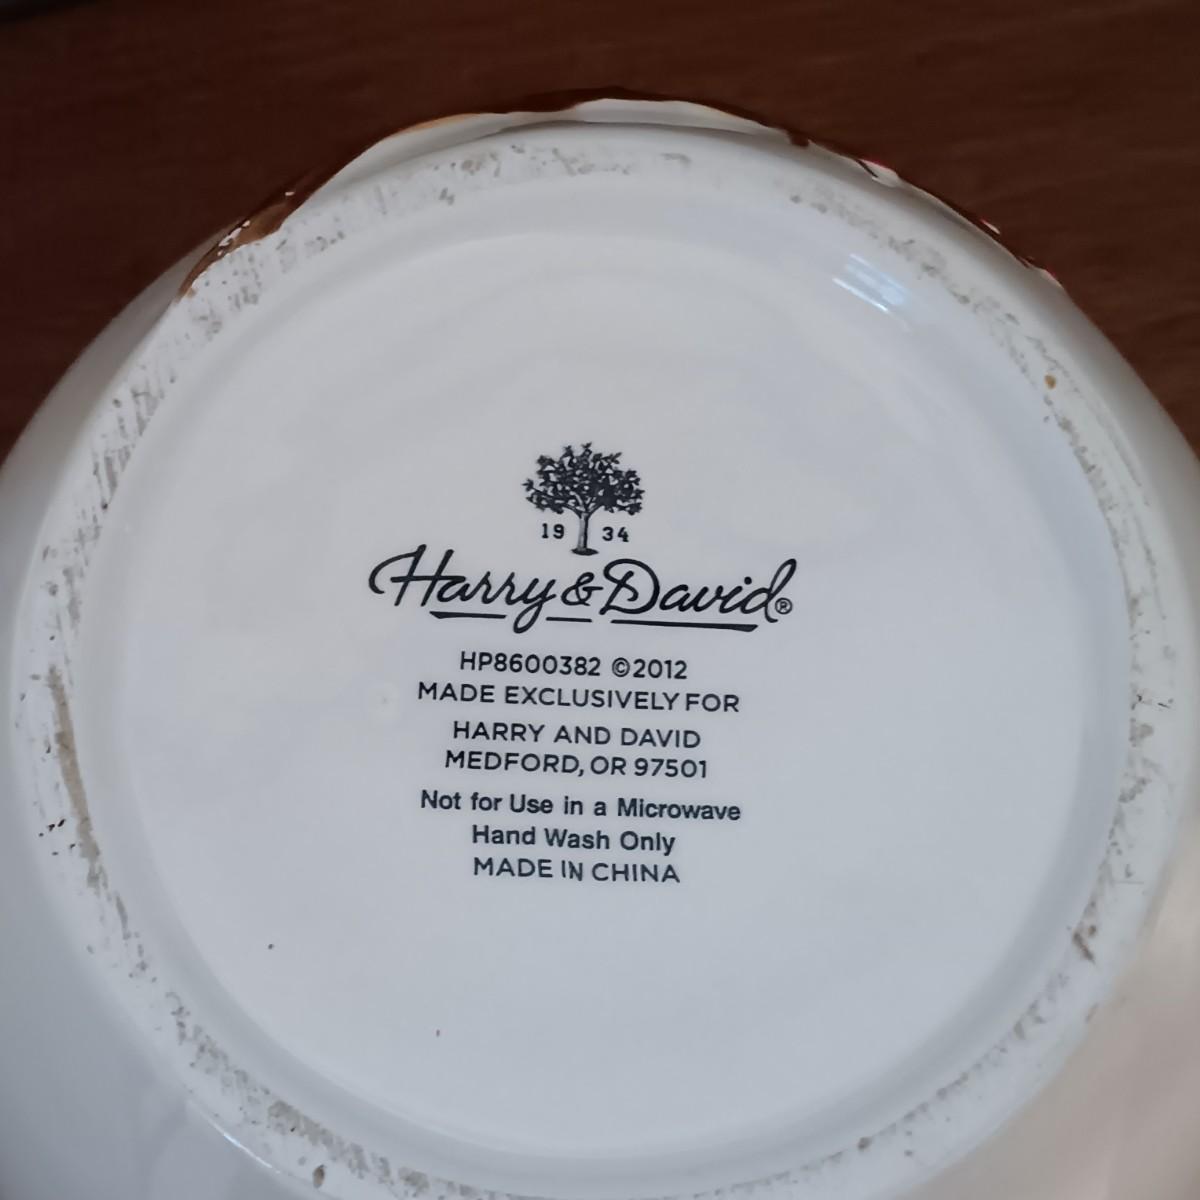 19 34
Harry & David®
HP8600382 ©2012
MADE EXCLUSIVELY FOR
HARRY AND DAVID
MEDFORD, OR 97501
Not for Use in a Microwave
Hand Wash Only
MADE IN CHINA